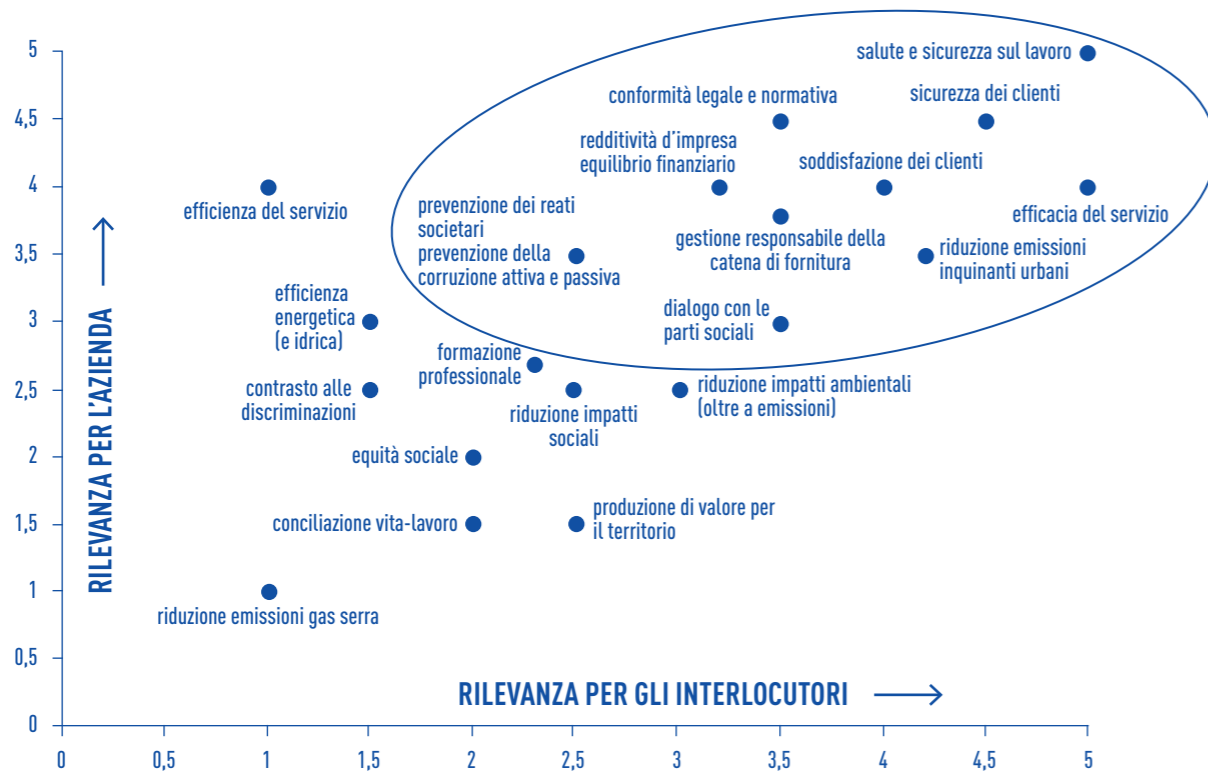 5
salute e sicurezza sul lavoro
conformità legale e normativa
sicurezza dei clienti
4,5
redditività d'impresa
equilibrio finanziario
soddisfazione dei clienti
4
efficienza del servizio
prevenzione dei reati
societari
prevenzione della
corruzione attiva e passiva
efficacia del servizio
gestione responsabile della
catena di fornitura
riduzione emissioni
inquinanti urbani
3,5
efficienza
energetica
(e idrica)
dialogo con le
parti sociali
3
formazione
professionale
contrasto alle
discriminazioni
riduzione impatti
sociali
riduzione impatti ambientali
(oltre a emissioni)
2,5
equità sociale
2
conciliazione vita-lavoro
produzione di valore per
il territorio
1,5
1
riduzione emissioni gas serra
0,5
0
RILEVANZA PER L'AZIENDA
RILEVANZA PER GLI INTERLOCUTORI
0
0,5
1
1,5
2
2,5
3
3,5
4
4,5
5